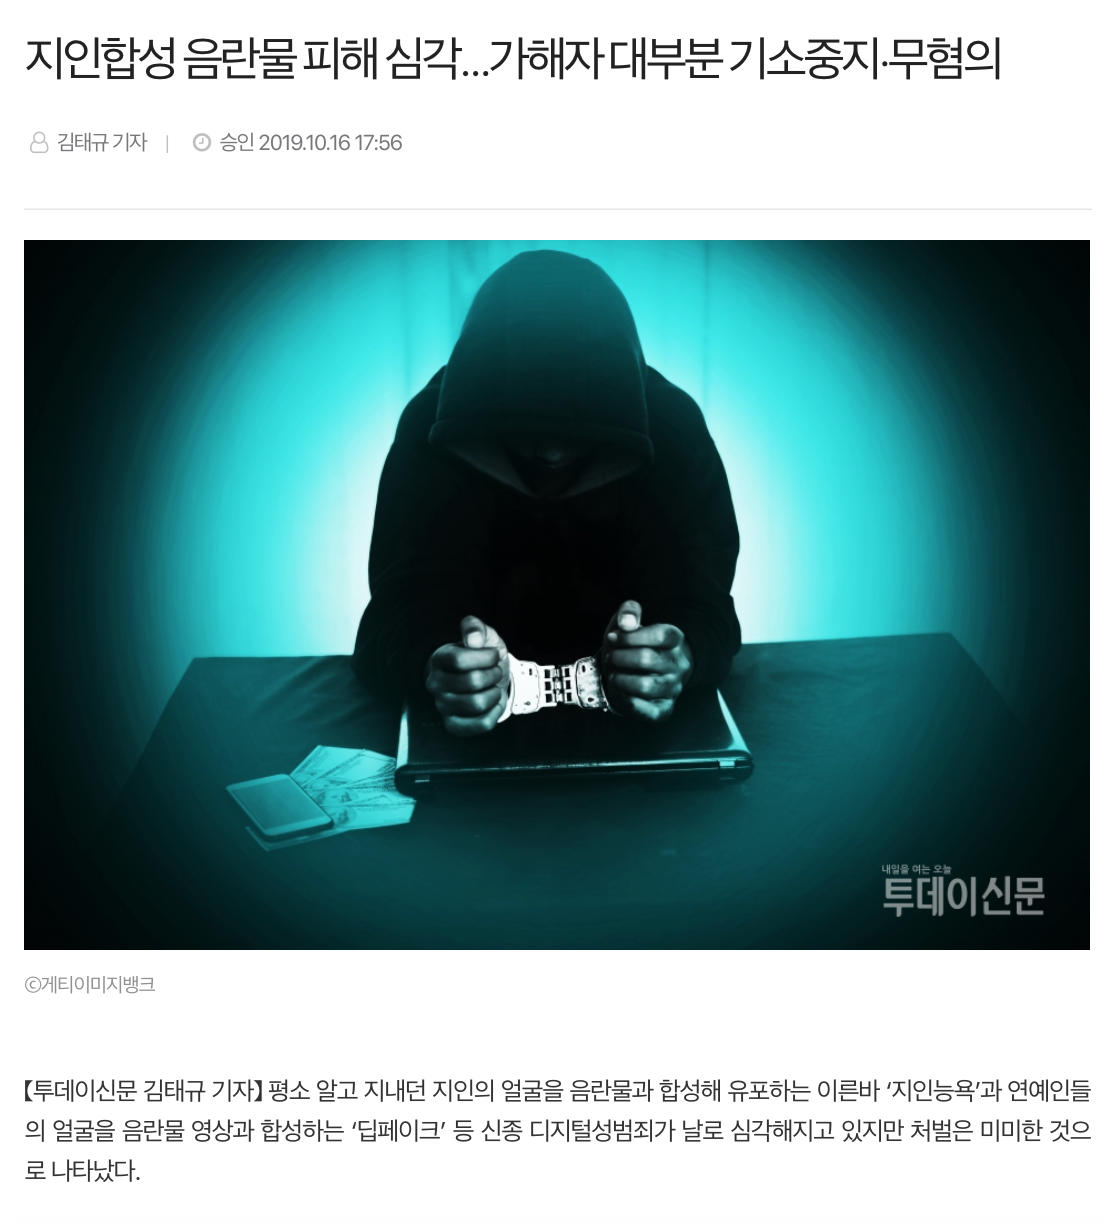 지인합성 음란물 피해 심각…가해자 대부분 기소중지·무혐의
김태규 기자 | 승인 2019.10.16 17:56
내일을 여는 오늘
투데이신문
ⓒ게티이미지뱅크
【투데이신문 김태규 기자】 평소 알고 지내던 지인의 얼굴을 음란물과 합성해 유포하는 이른바 ‘지인능욕’과 연예인들
의 얼굴을 음란물 영상과 합성하는 ‘딥페이크’ 등 신종 디지털성범죄가 날로 심각해지고 있지만 처벌은 미미한 것으
로 나타났다.